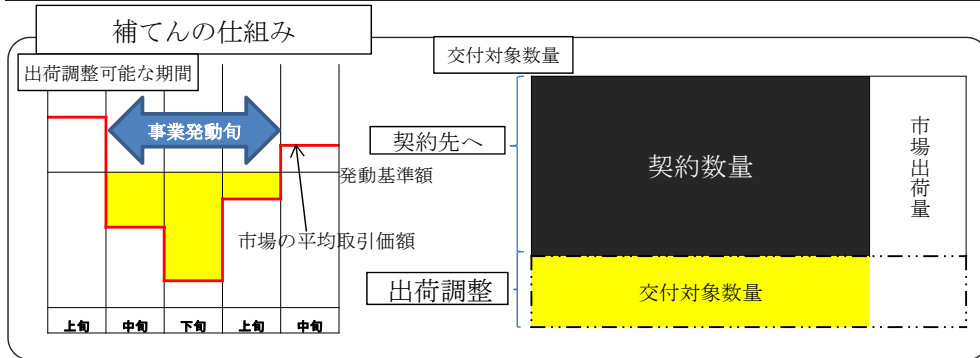 補てんの仕組み
出荷調整可能な期間
事業発動旬
発動基準額
市場の平均取引価額
上旬
中旬
下旬
上旬
中旬
交付対象数量
契約先へ
契約数量
市場出荷量
出荷調整
交付対象数量